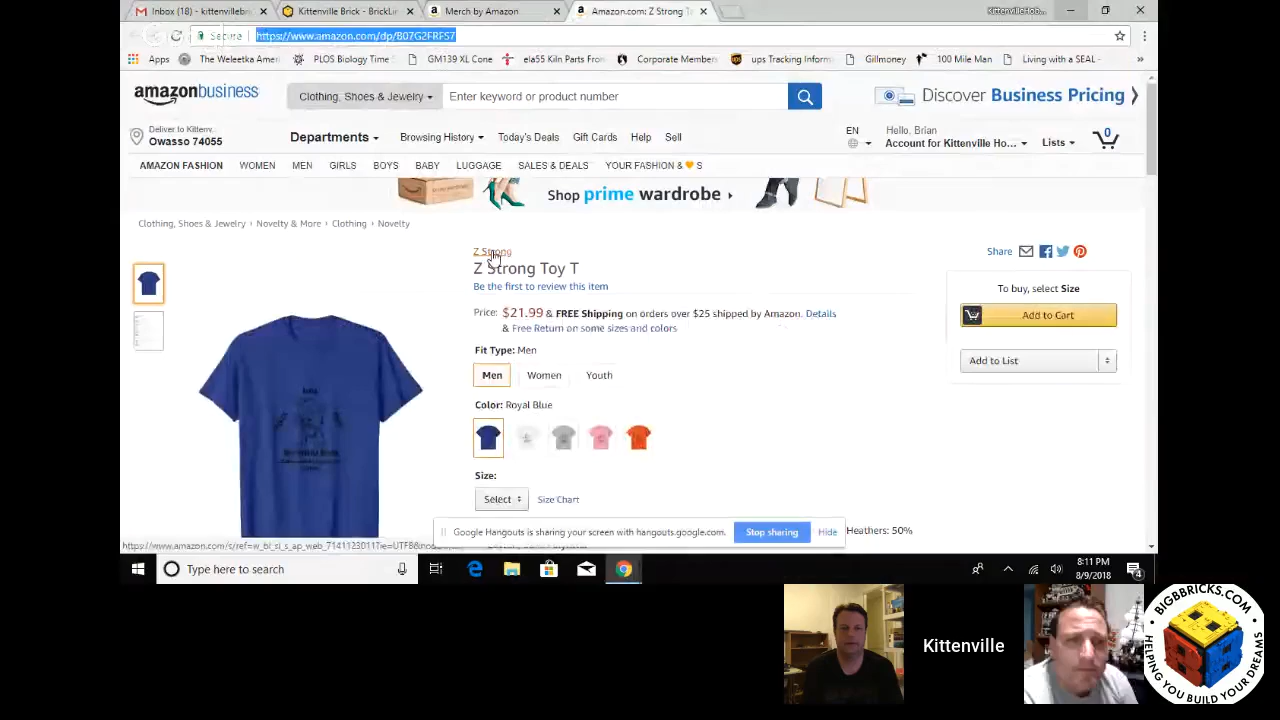 Inbox (18) - kittenvillebr
Kittenville Brick - BrickLin
Merch by Amazon
Amazon.com: Z Strong T
KittenvilleHob...
Secure
https://www.amazon.com/dp/B07G2FRFS7
Apps
The Weletka Ameri
PLOS Biology Time S
GM139 XL Cone
ela55 Kiln Parts From
Corporate Members
ups Tracking Inform
Gillmoney
100 Mile Man
Living with a SEAL -
»
amazonbusiness
Clothing, Shoes & Jewelry
Enter keyword or product number
Discover Business Pricing
Deliver to Kittenv...
Owasso 74055
Departments
Browsing History
Today's Deals
Gift Cards
Help
Sell
EN
Hello, Brian
Account for Kittenville Ho...
Lists
0
AMAZON FASHION
WOMEN
MEN
GIRLS
BOYS
BABY
LUGGAGE
SALES & DEALS
YOUR FASHION & 🧡 S
Shop prime wardrobe
Clothing, Shoes & Jewelry › Novelty & More › Clothing › Novelty
Z Strong
Z Strong Toy T
Be the first to review this item
Price: $21.99 & FREE Shipping on orders over $25 shipped by Amazon. Details
& Free Return on some sizes and colors
Fit Type: Men
Men
Women
Youth
Color: Royal Blue
Size:
Select
Size Chart
Share
To buy, select Size
Add to Cart
Add to List
Google Hangouts is sharing your screen with hangouts.google.com.
Stop sharing
Hide
Heathers: 50%
Type here to search
8:11 PM
8/9/2018
4
Kittenville
BIGBBRICKS.COM
HELPING YOU BUILD YOUR DREAMS